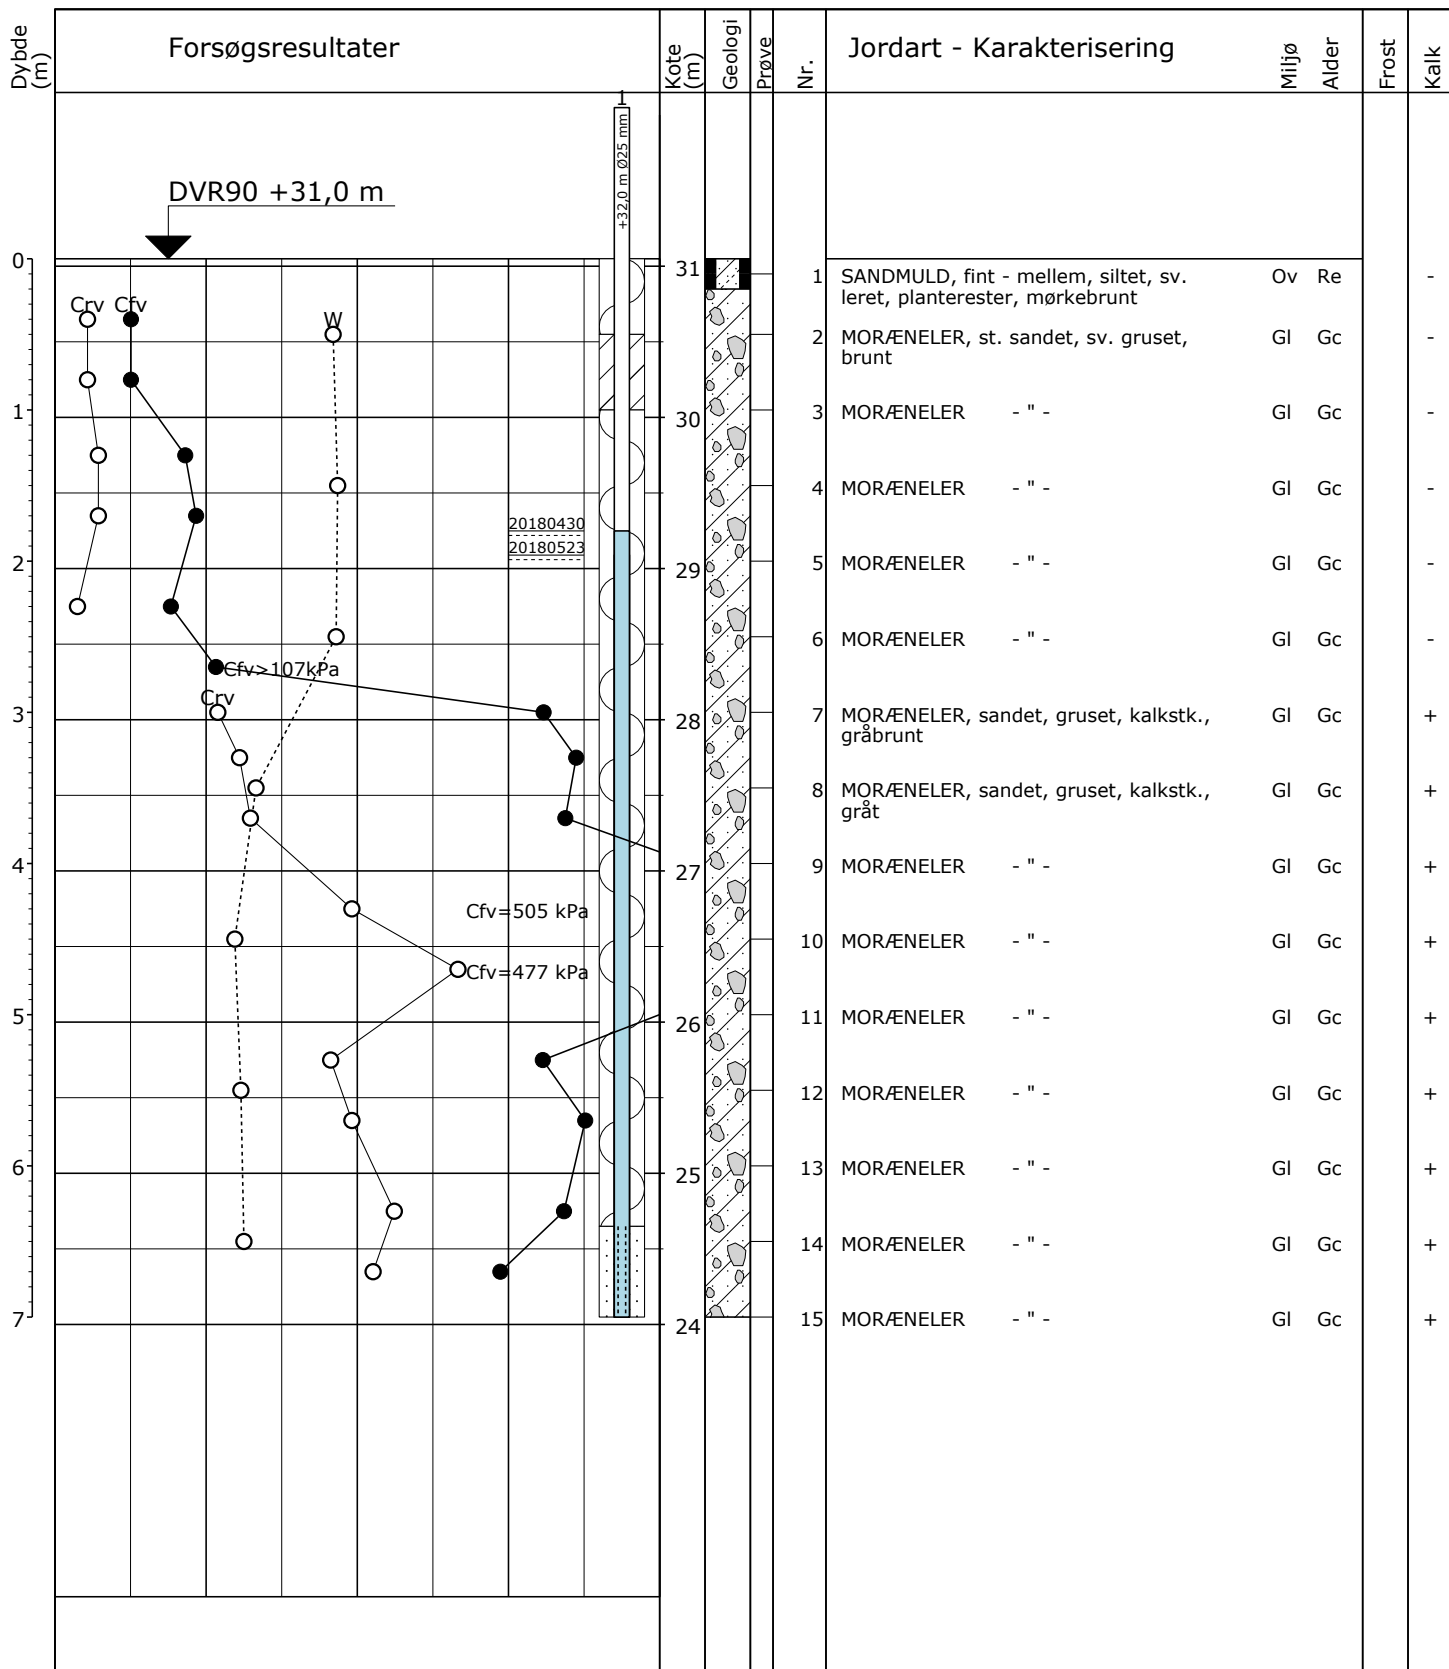 Dybde (m)
Forsøgsresultater
Kote (m)
Geologi
Prøve
Nr.
Jordart - Karakterisering
Miljø
Alder
Frost
Kalk
1
+32,0 m Ø25 mm
DVR90 +31,0 m
0
31
1 SANDMULD, fint - mellem, siltet, sv. Ov Re -
leret, planterester, mørkebrunt
Crv Cfv W
2 MORÆNELER, st. sandet, sv. gruset, Gl Gc -
brunt
1
30
3 MORÆNELER - " - Gl Gc -
4 MORÆNELER - " - Gl Gc -
20180430
20180523
2
29
5 MORÆNELER - " - Gl Gc -
6 MORÆNELER - " - Gl Gc -
Cfv>107kPa
Crv
3
28
7 MORÆNELER, sandet, gruset, kalkstk., Gl Gc +
gråbrunt
8 MORÆNELER, sandet, gruset, kalkstk., Gl Gc +
gråt
4
27
9 MORÆNELER - " - Gl Gc +
Cfv=505 kPa
10 MORÆNELER - " - Gl Gc +
Cfv=477 kPa
5
26
11 MORÆNELER - " - Gl Gc +
12 MORÆNELER - " - Gl Gc +
6
25
13 MORÆNELER - " - Gl Gc +
14 MORÆNELER - " - Gl Gc +
7
24
15 MORÆNELER - " - Gl Gc +